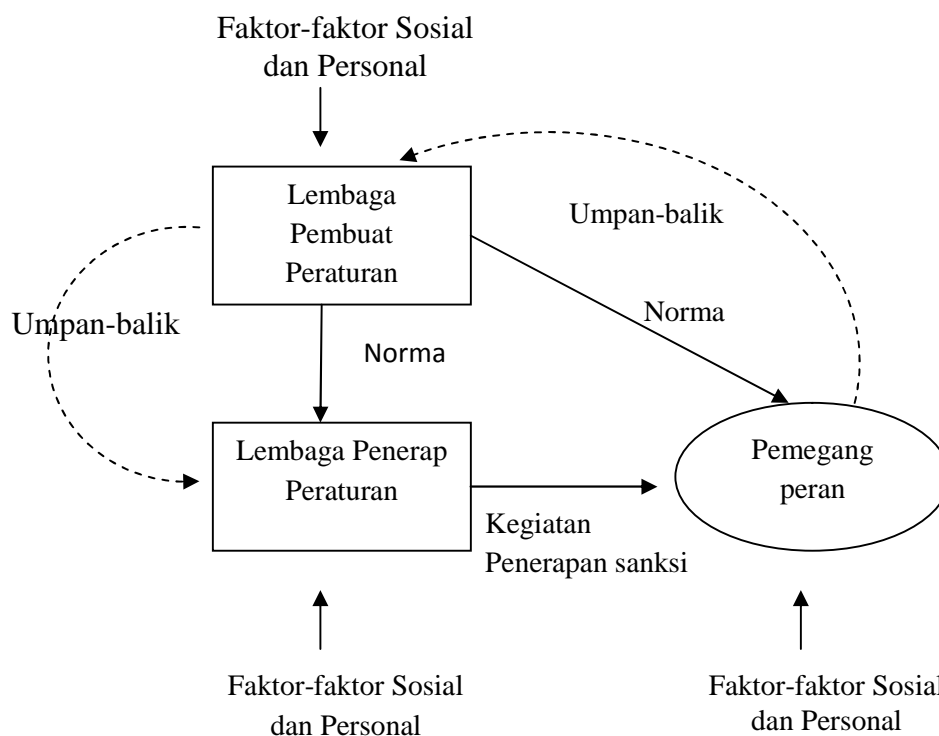 Faktor-faktor Sosial
dan Personal
Lembaga
Pembuat
Peraturan
Umpan-balik
Umpan-balik
Norma
Norma
Lembaga Penerap
Peraturan
Pemegang
peran
Kegiatan
Penerapan sanksi
Faktor-faktor Sosial
dan Personal
Faktor-faktor Sosial
dan Personal